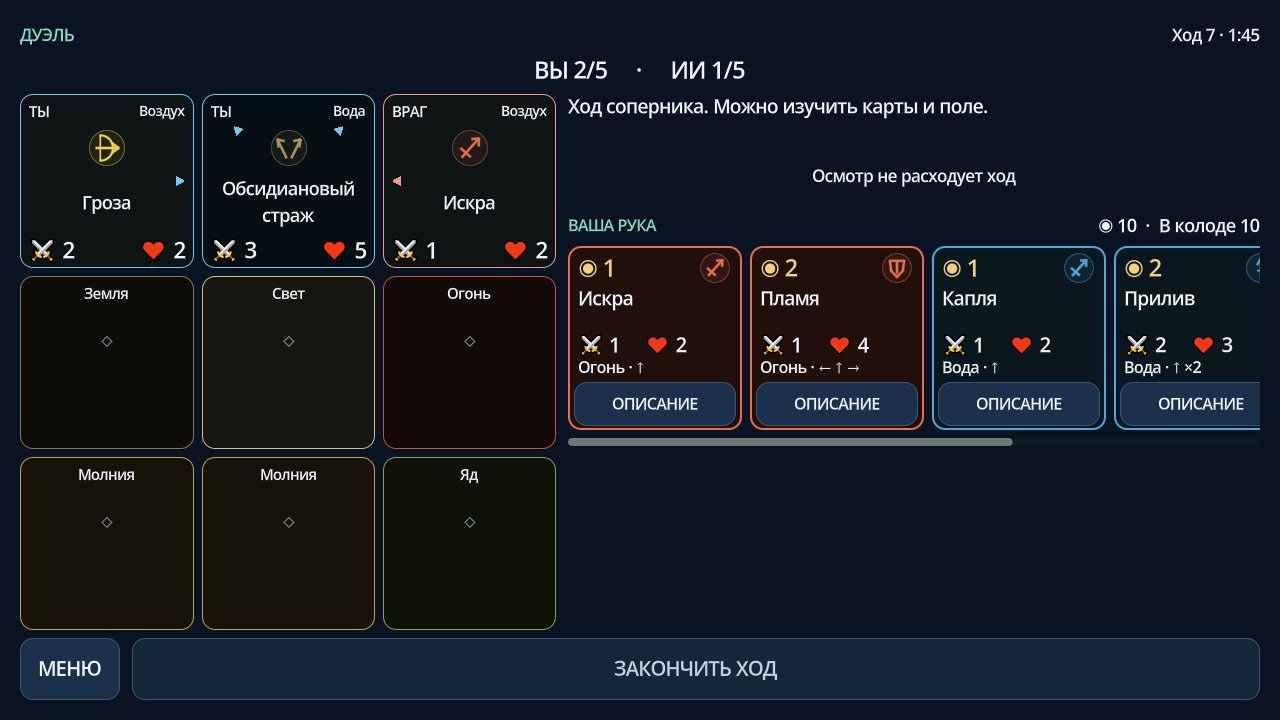 ДУЭЛЬ
Ход 7 · 1:45
ВЫ 2/5 · ИИ 1/5
ТЫ Воздух
Гроза
2 2
ТЫ Вода
Обсидиановый
страж
3 5
ВРАГ Воздух
Искра
1 2
Земля
Свет
Огонь
Молния
Молния
Яд
Ход соперника. Можно изучить карты и поле.
Осмотр не расходует ход
ВАША РУКА
◉ 10 · В колоде 10
◉ 1
Искра
1 2
Огонь · ↑
ОПИСАНИЕ
◉ 2
Пламя
1 4
Огонь · ← ↑ →
ОПИСАНИЕ
◉ 1
Капля
1 2
Вода · ↑
ОПИСАНИЕ
◉ 2
Прилив
2 3
Вода · ↑ ×2
ОПИСАНИЕ
МЕНЮ
ЗАКОНЧИТЬ ХОД